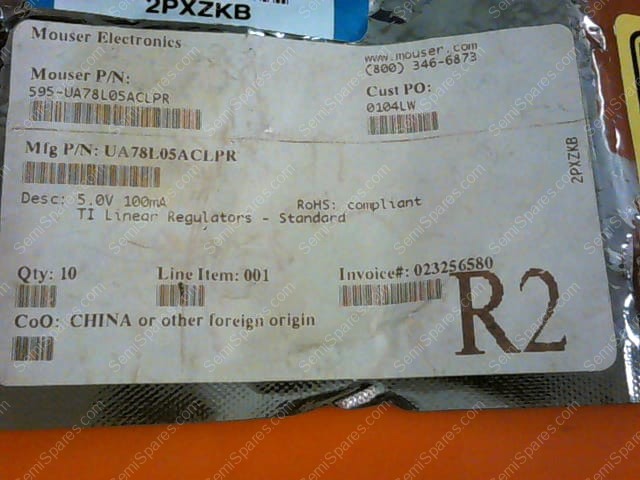 2PXZKB
Mouser Electronics
www.mouser.com
(800) 346-6873
Mouser P/N:
595-UA78L05ACLPR
Cust PO:
0104LW
Mfg P/N: UA78L05ACLPR
2PXZKB
Desc: 5.0V 100mA
RoHS: compliant
TI Linear Regulators - Standard
Qty: 10
Line Item: 001
Invoice#: 023256580
R2
CoO: CHINA or other foreign origin
SemiSpares.com